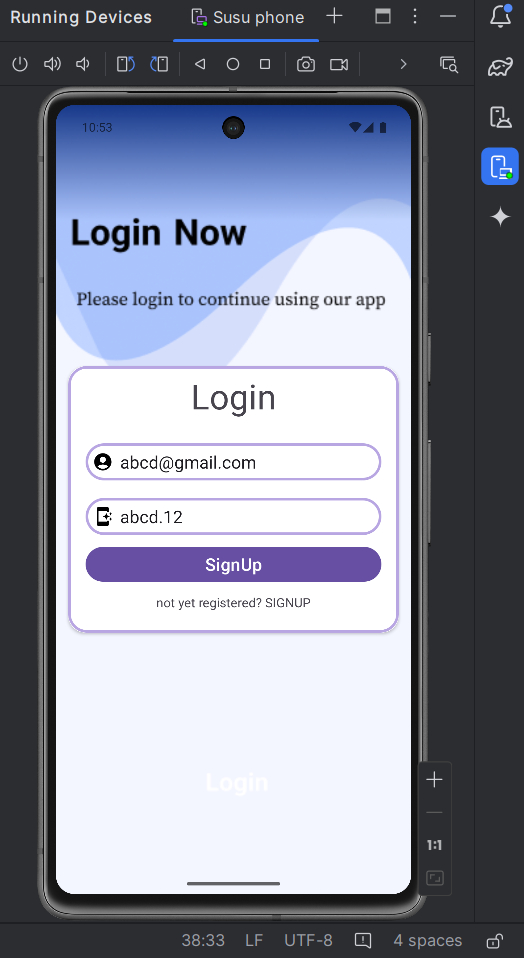 Running Devices
Susu phone
10:53
Login Now
Please login to continue using our app
Login
abcd@gmail.com
abcd.12
SignUp
not yet registered? SIGNUP
Login
1:1
38:33 LF UTF-8 4 spaces